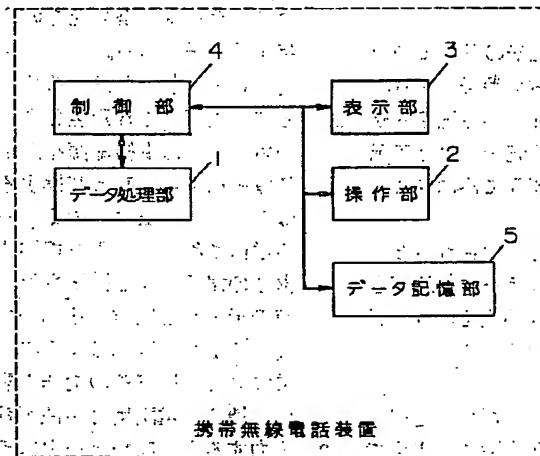 4
制御部
3
表示部
1
データ処理部
2
操作部
5
データ記憶部
携帯無線電話装置